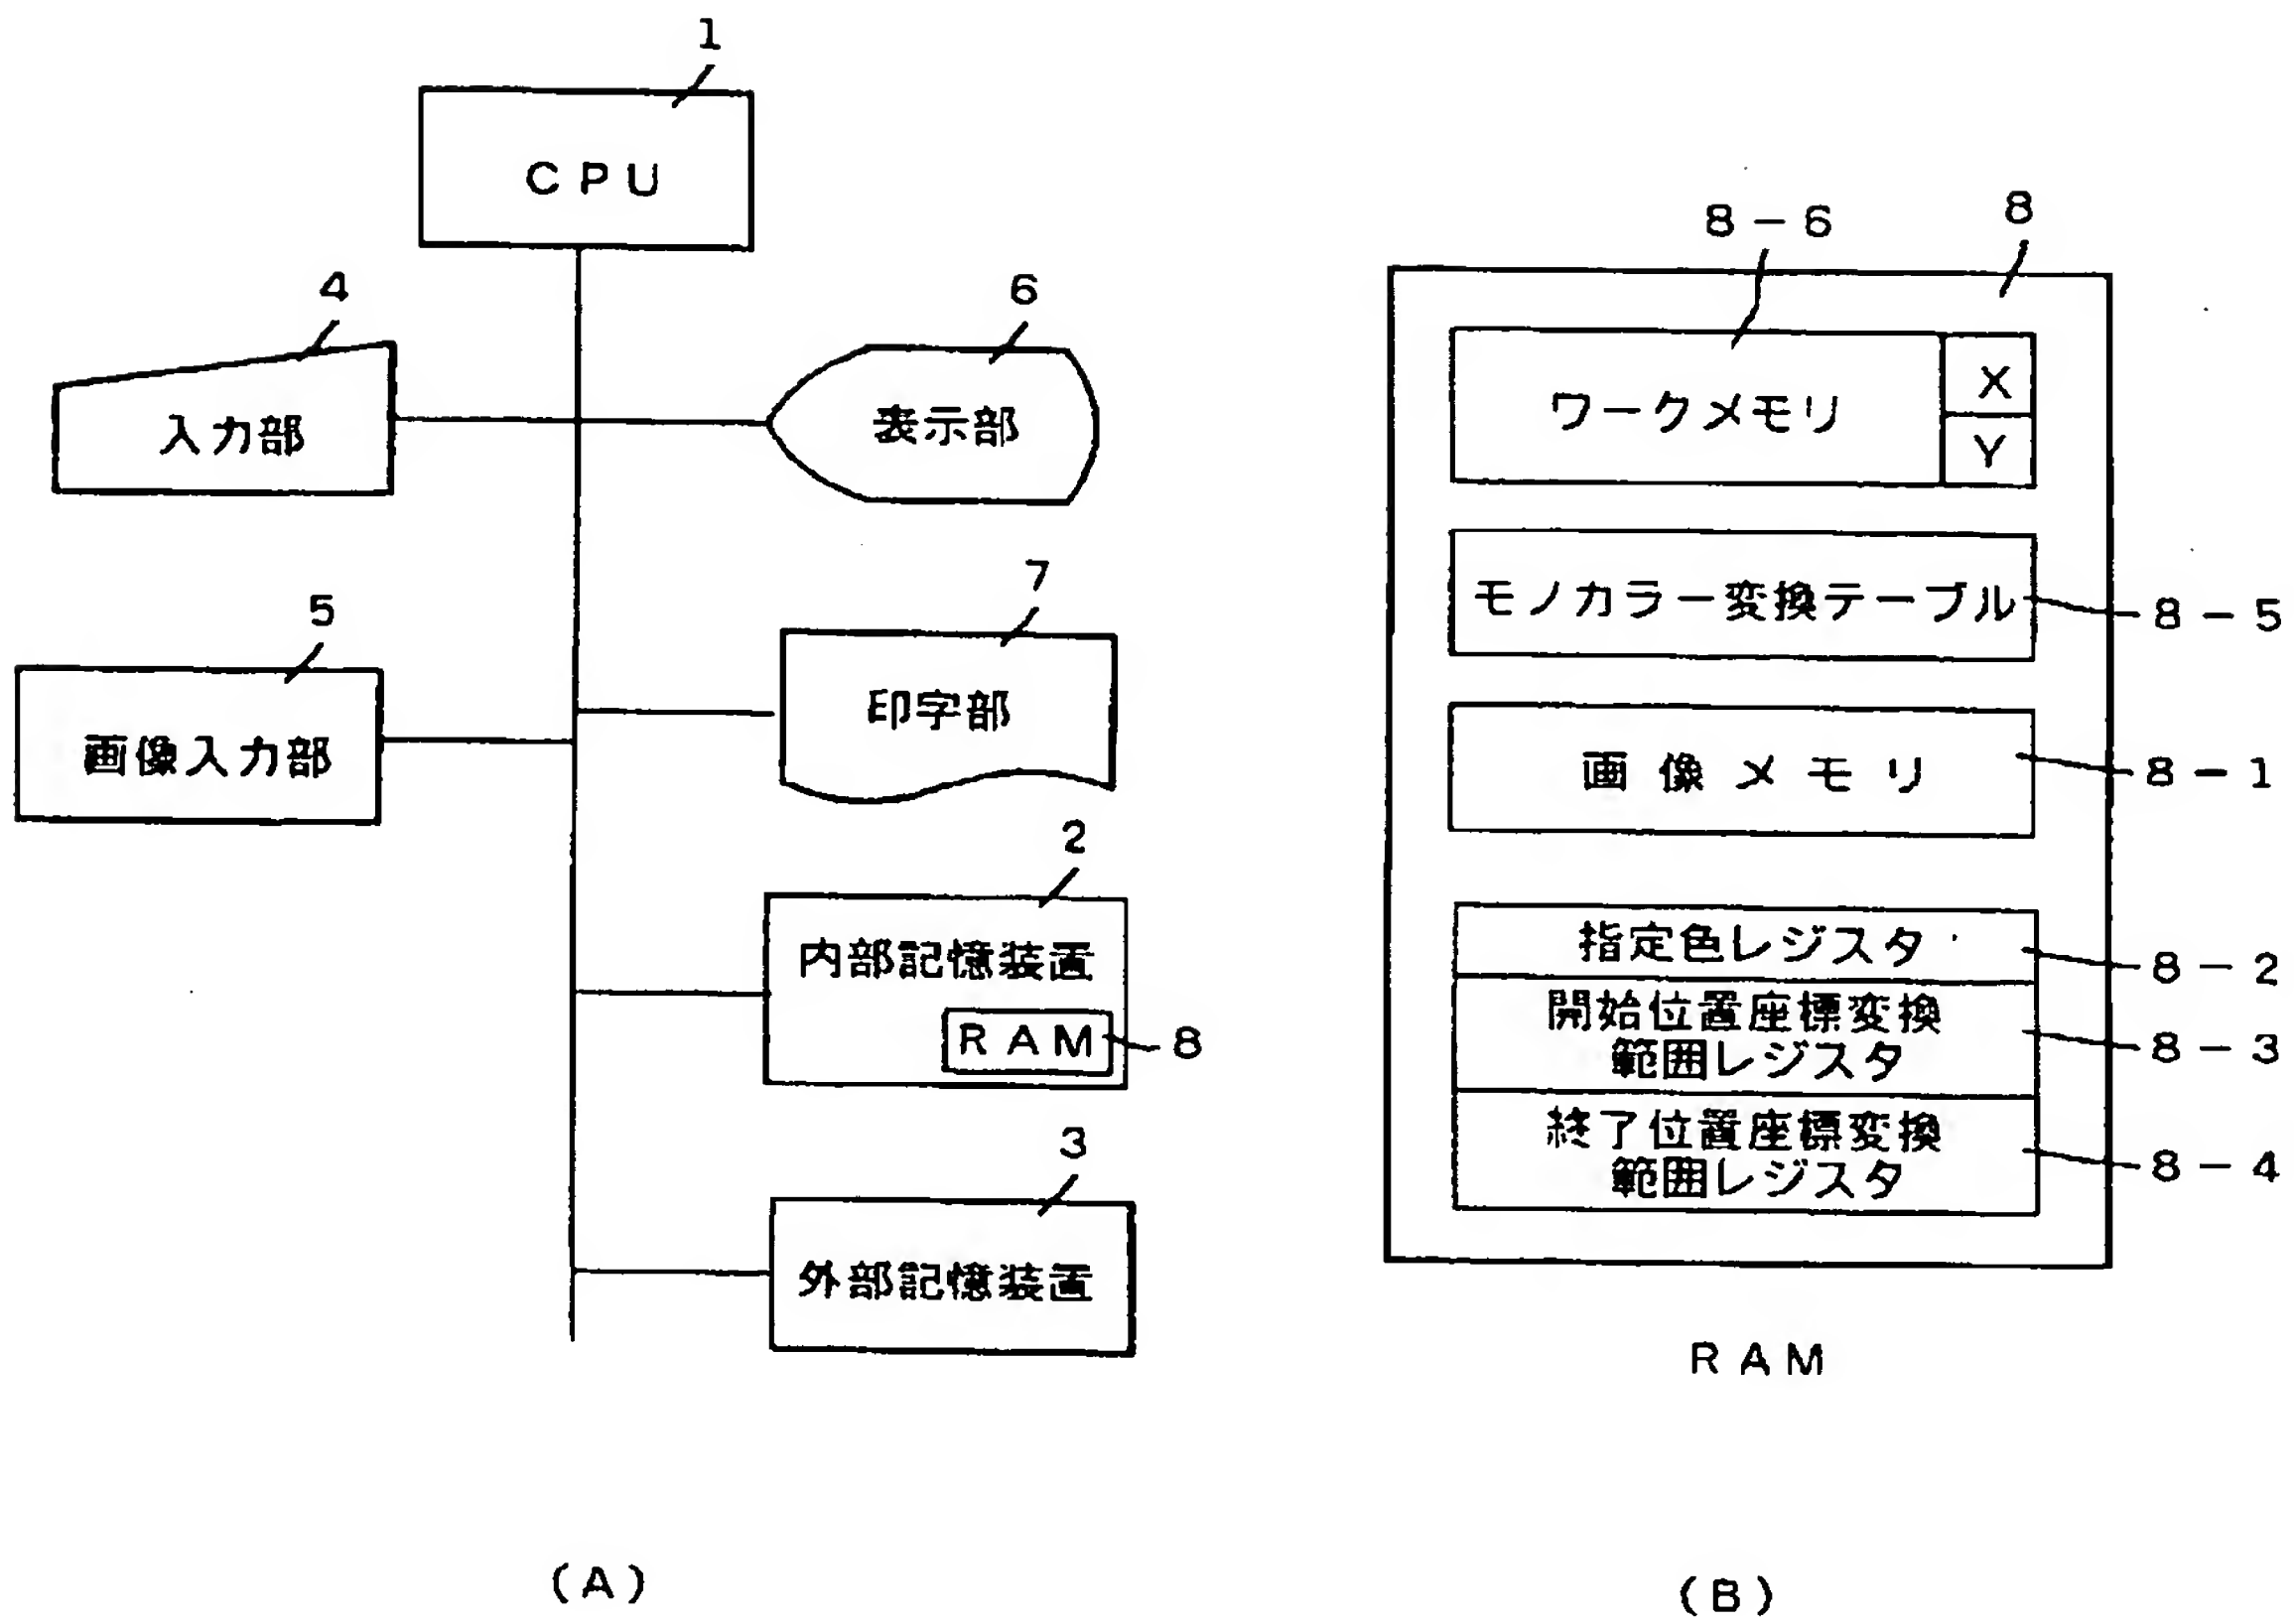 1
CPU
4
入力部
6
表示部
5
画像入力部
7
印字部
2
内部記憶装置
RAM
8
3
外部記憶装置
(A)
8-6
8
ワークメモリ
X
Y
モノカラー変換テーブル
8-5
画像メモリ
8-1
指定色レジスタ
8-2
開始位置座標変換
範囲レジスタ
8-3
終了位置座標変換
範囲レジスタ
8-4
RAM
(B)